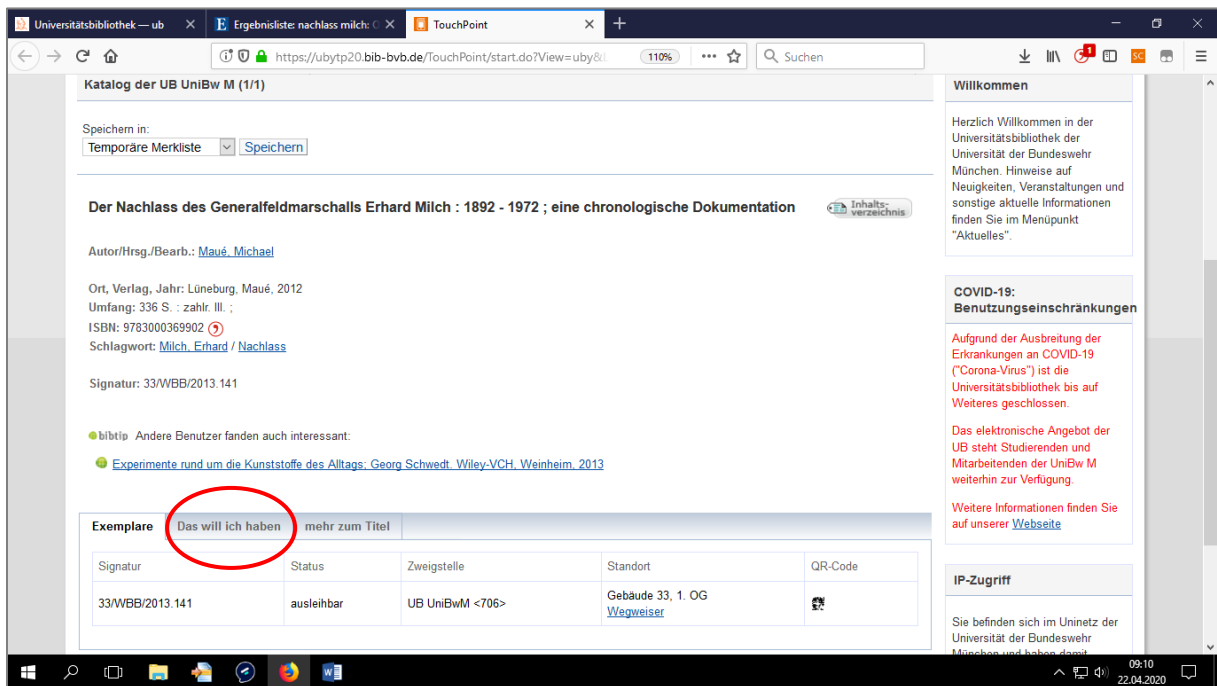 Universitätsbibliothek — ub
Ergebnisliste: nachlass milch: O
TouchPoint
https://ubytp20.bib-bvb.de/TouchPoint/start.do?View=uby&
110%
Suchen
1
SC
Katalog der UB UniBw M (1/1)
Speichern in:
Temporäre Merkliste
Speichern
Der Nachlass des Generalfeldmarschalls Erhard Milch : 1892 - 1972 ; eine chronologische Dokumentation
Inhalts-
verzeichnis
Autor/Hrsg./Bearb.: Maué, Michael
Ort, Verlag, Jahr: Lüneburg, Maué, 2012
Umfang: 336 S. : zahlr. Ill. ;
ISBN: 9783000369902
Schlagwort: Milch, Erhard / Nachlass
Signatur: 33/WBB/2013.141
bibtip Andere Benutzer fanden auch interessant:
Experimente rund um die Kunststoffe des Alltags; Georg Schwedt. Wiley-VCH, Weinheim, 2013
Exemplare Das will ich haben mehr zum Titel
Signatur Status Zweigstelle Standort QR-Code
33/WBB/2013.141 ausleihbar UB UniBwM <706> Gebäude 33, 1. OG
Wegweiser
Willkommen
Herzlich Willkommen in der
Universitätsbibliothek der
Universität der Bundeswehr
München. Hinweise auf
Neuigkeiten, Veranstaltungen und
sonstige aktuelle Informationen
finden Sie im Menüpunkt
"Aktuelles".
COVID-19:
Benutzungseinschränkungen
Aufgrund der Ausbreitung der
Erkrankungen an COVID-19
("Corona-Virus") ist die
Universitätsbibliothek bis auf
Weiteres geschlossen.
Das elektronische Angebot der
UB steht Studierenden und
Mitarbeitenden der UniBw M
weiterhin zur Verfügung.
Weitere Informationen finden Sie
auf unserer Webseite
IP-Zugriff
Sie befinden sich im Uninetz der
Universität der Bundeswehr
München und haben damit
09:10
22.04.2020